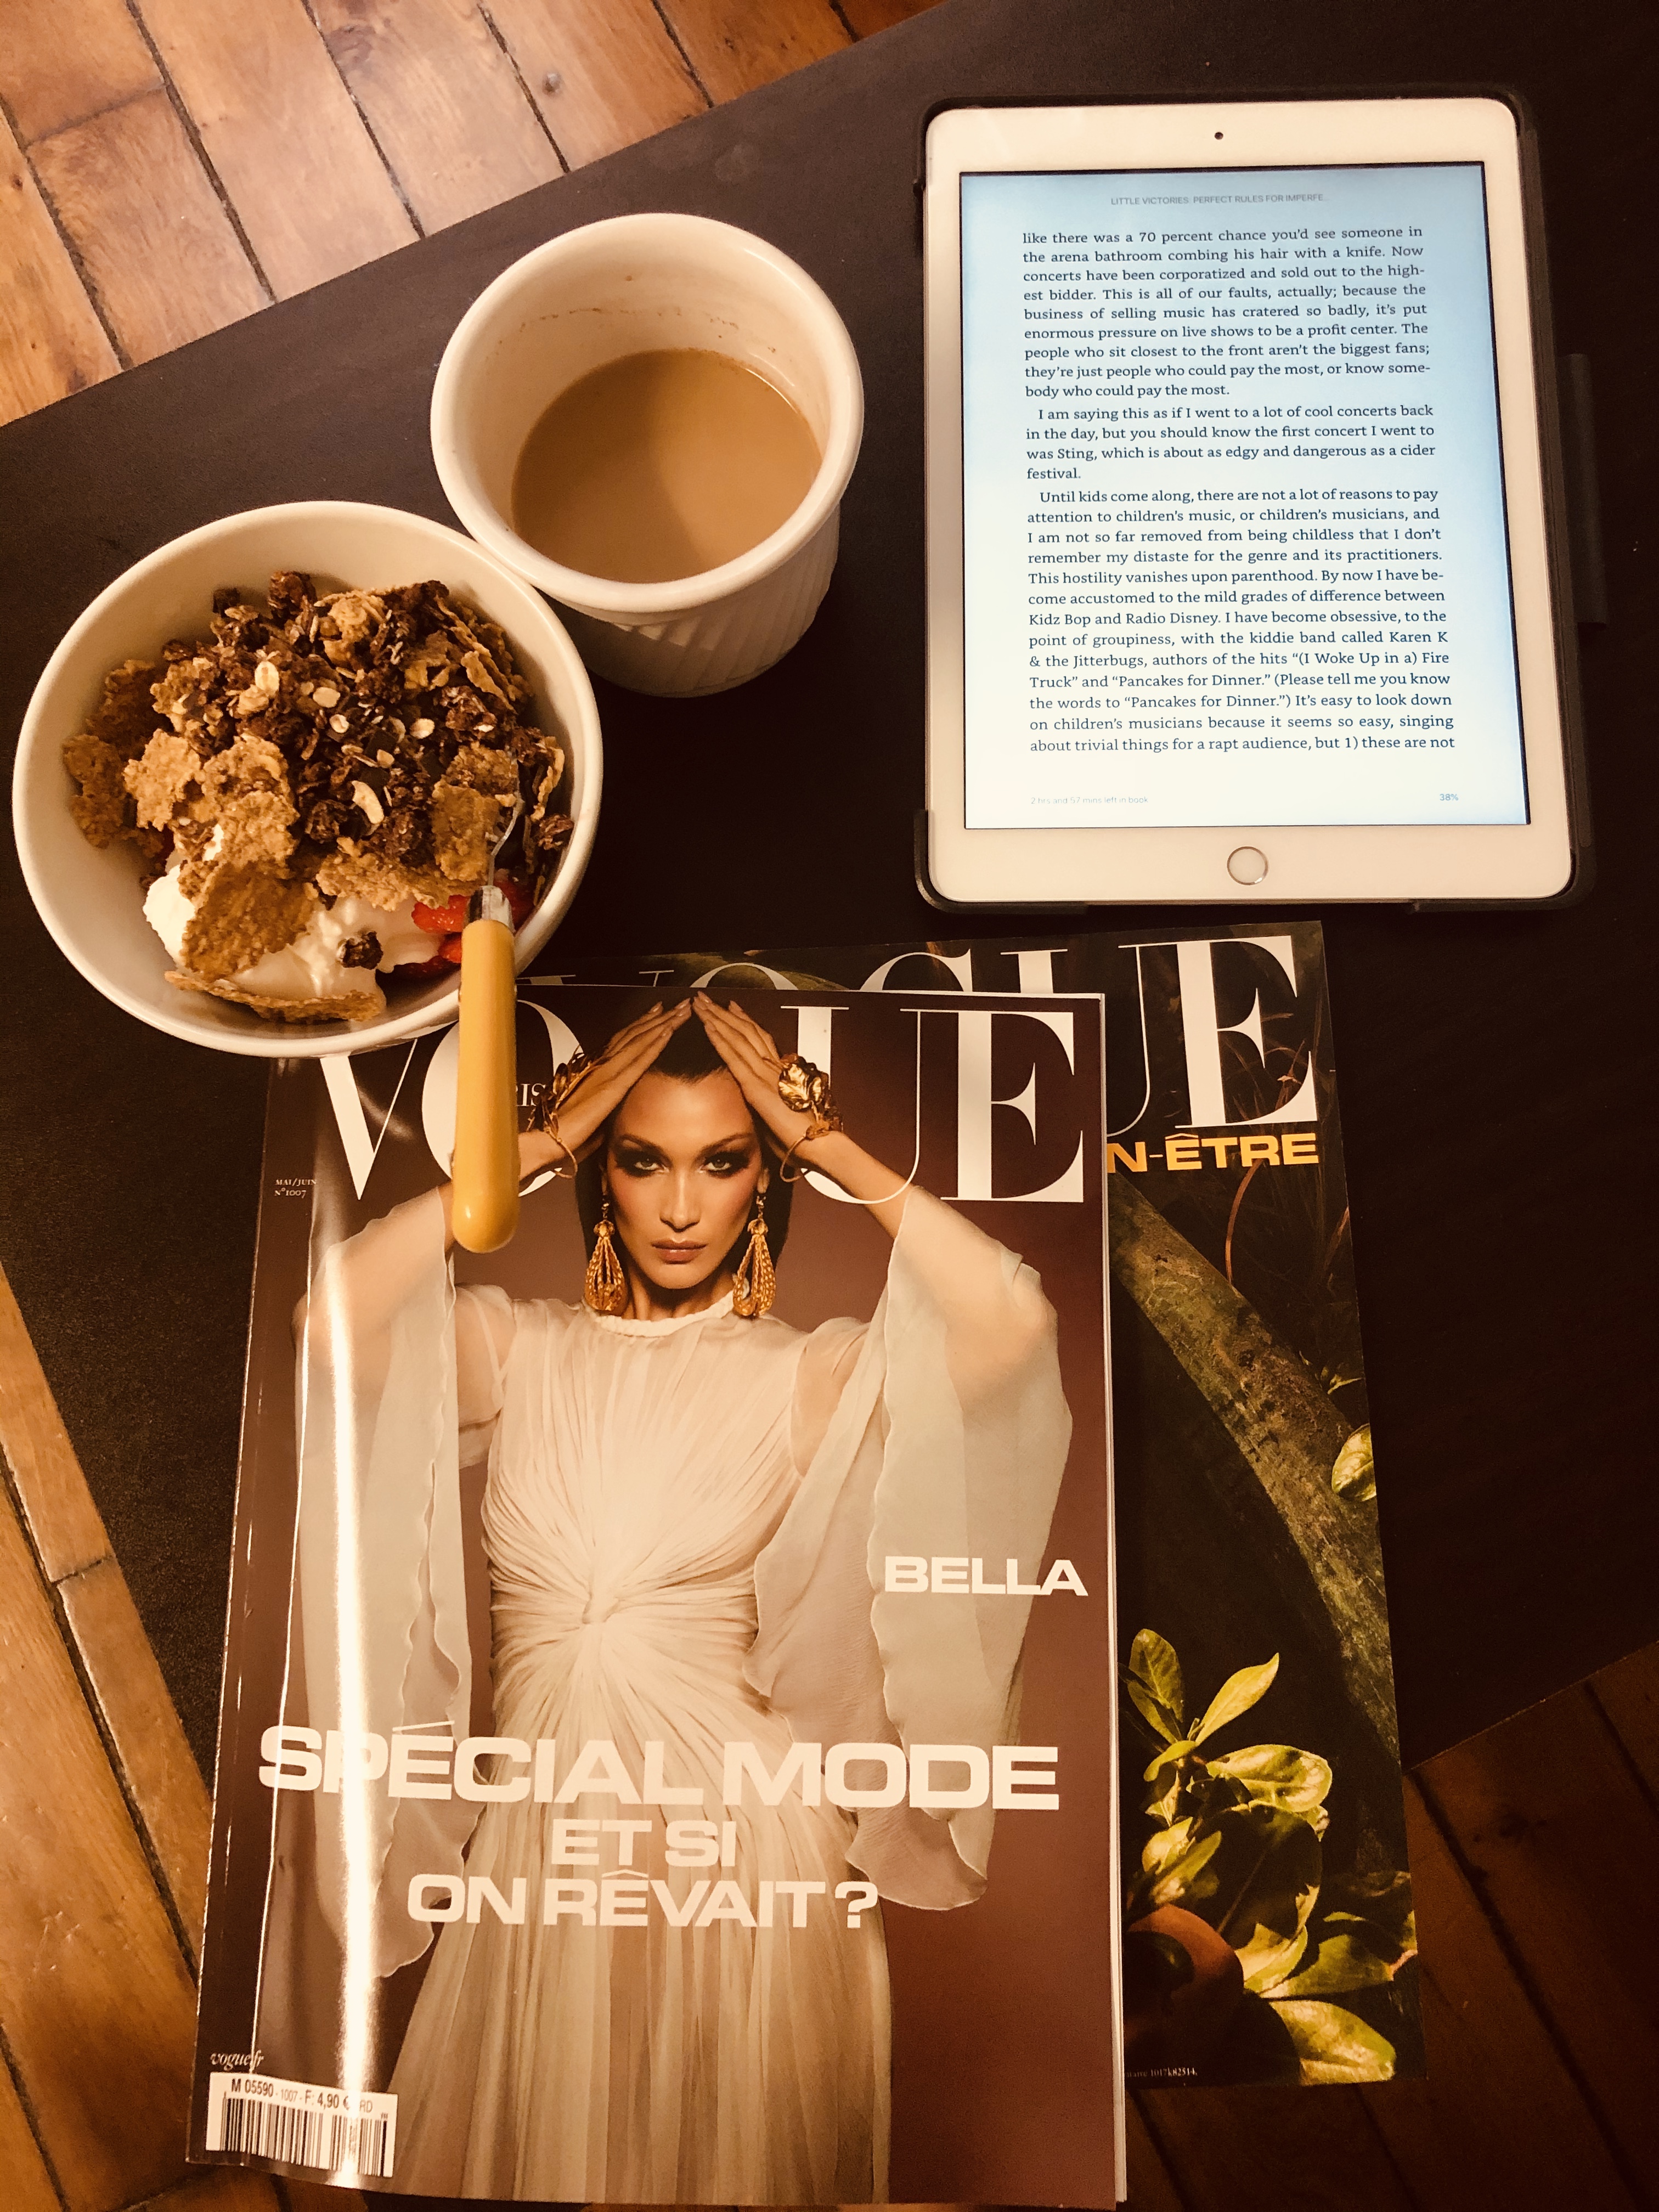 LITTLE VICTORIES: PERFECT RULES FOR IMPERFE...
like there was a 70 percent chance you'd see someone in
the arena bathroom combing his hair with a knife. Now
concerts have been corporatized and sold out to the high-
est bidder. This is all of our faults, actually; because the
business of selling music has cratered so badly, it's put
enormous pressure on live shows to be a profit center. The
people who sit closest to the front aren't the biggest fans;
they're just people who could pay the most, or know some-
body who could pay the most.
I am saying this as if I went to a lot of cool concerts back
in the day, but you should know the first concert I went to
was Sting, which is about as edgy and dangerous as a cider
festival.
Until kids come along, there are not a lot of reasons to pay
attention to children's music, or children's musicians, and
I am not so far removed from being childless that I don't
remember my distaste for the genre and its practitioners.
This hostility vanishes upon parenthood. By now I have be-
come accustomed to the mild grades of difference between
Kidz Bop and Radio Disney. I have become obsessive, to the
point of groupiness, with the kiddie band called Karen K
& the Jitterbugs, authors of the hits “(I Woke Up in a) Fire
Truck” and “Pancakes for Dinner.” (Please tell me you know
the words to “Pancakes for Dinner.”) It's easy to look down
on children's musicians because it seems so easy, singing
about trivial things for a rapt audience, but 1) these are not
2 hrs and 57 mins left in book
38%
VOGUE
N-ÊTRE
VOGUE
RIS
MAI/JUIN
N°1007
BELLA
SPÉCIAL MODE
ET SI
ON RÊVAIT ?
vogue.fr
M 05590 - 1007 - F: 4,90 € RD
1017k82514.